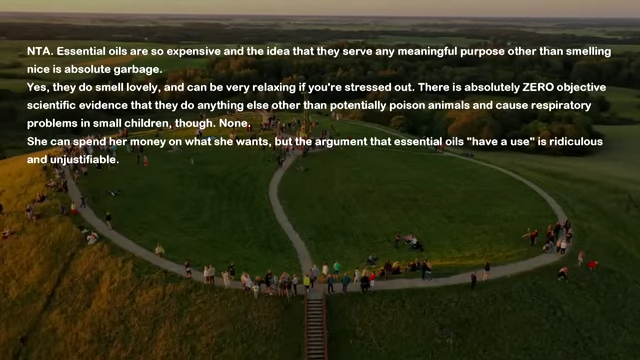 NTA. Essential oils are so expensive and the idea that they serve any meaningful purpose other than smelling
nice is absolute garbage.
Yes, they do smell lovely, and can be very relaxing if you're stressed out. There is absolutely ZERO objective
scientific evidence that they do anything else other than potentially poison animals and cause respiratory
problems in small children, though. None.
She can spend her money on what she wants, but the argument that essential oils "have a use" is ridiculous
and unjustifiable.